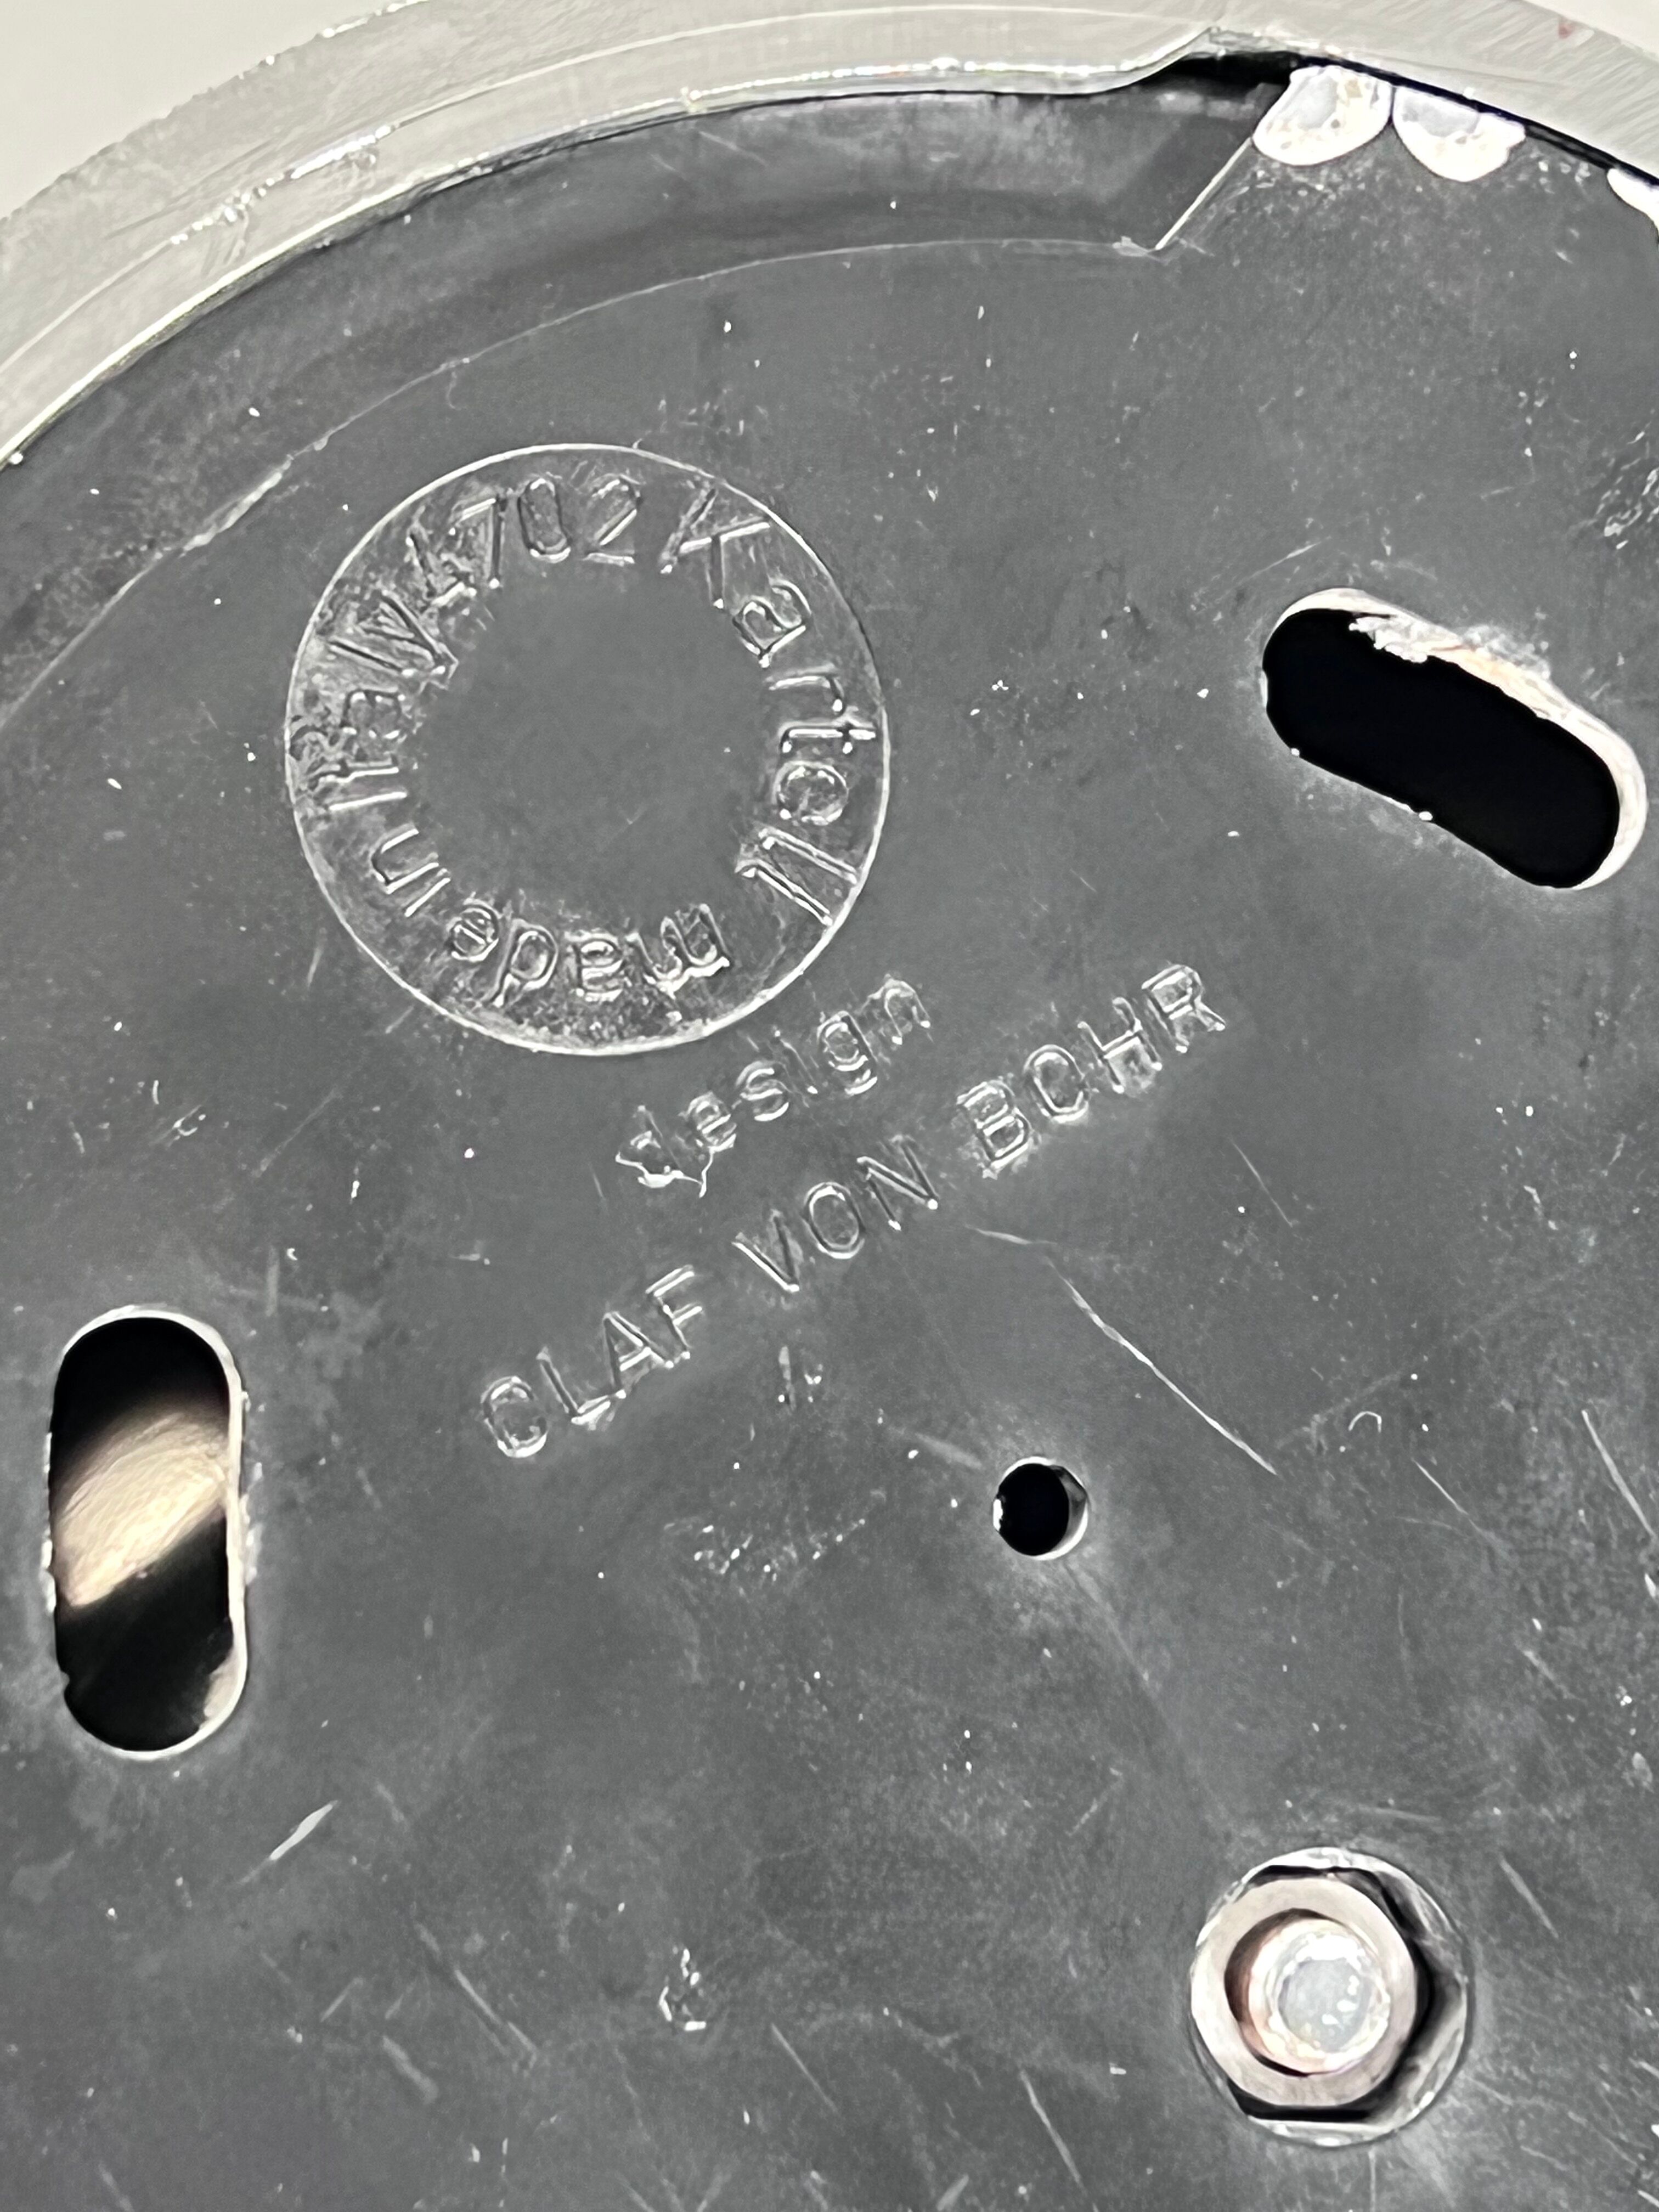 Kartell made in Italy 4702
design
OLAF VON BOHR